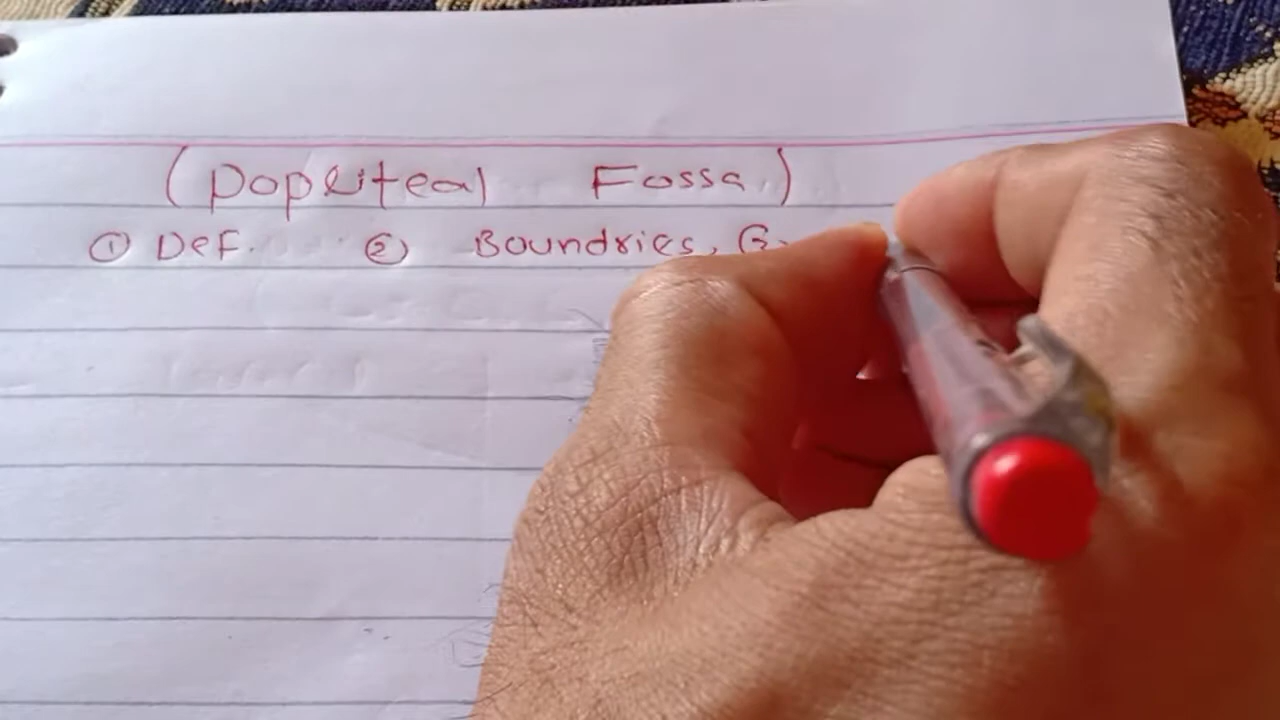 (Popliteal Fossa)
① DeF. ② Boundries,